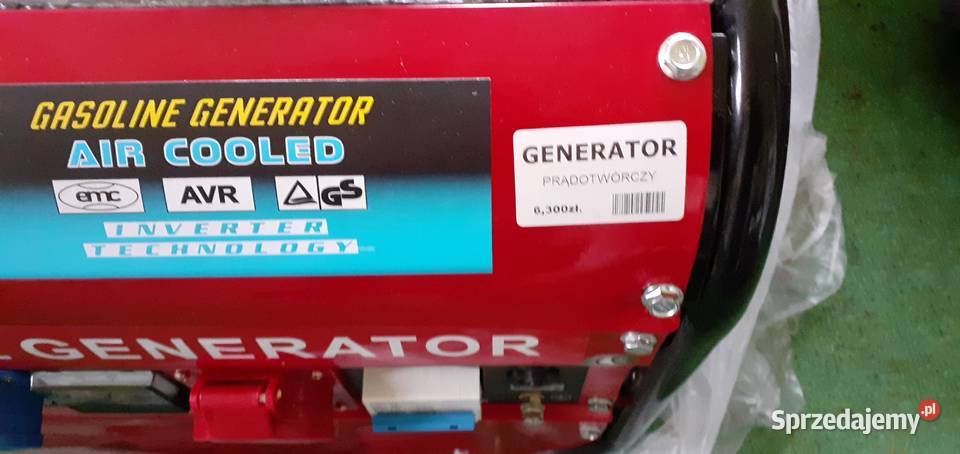 GASOLINE GENERATOR
AIR COOLED
emc
AVR
GS
INVERTER
TECHNOLOGY
GENERATOR
PRĄDOTWÓRCZY
6,300zł.
.GENERATOR
Sprzedajemy.pl